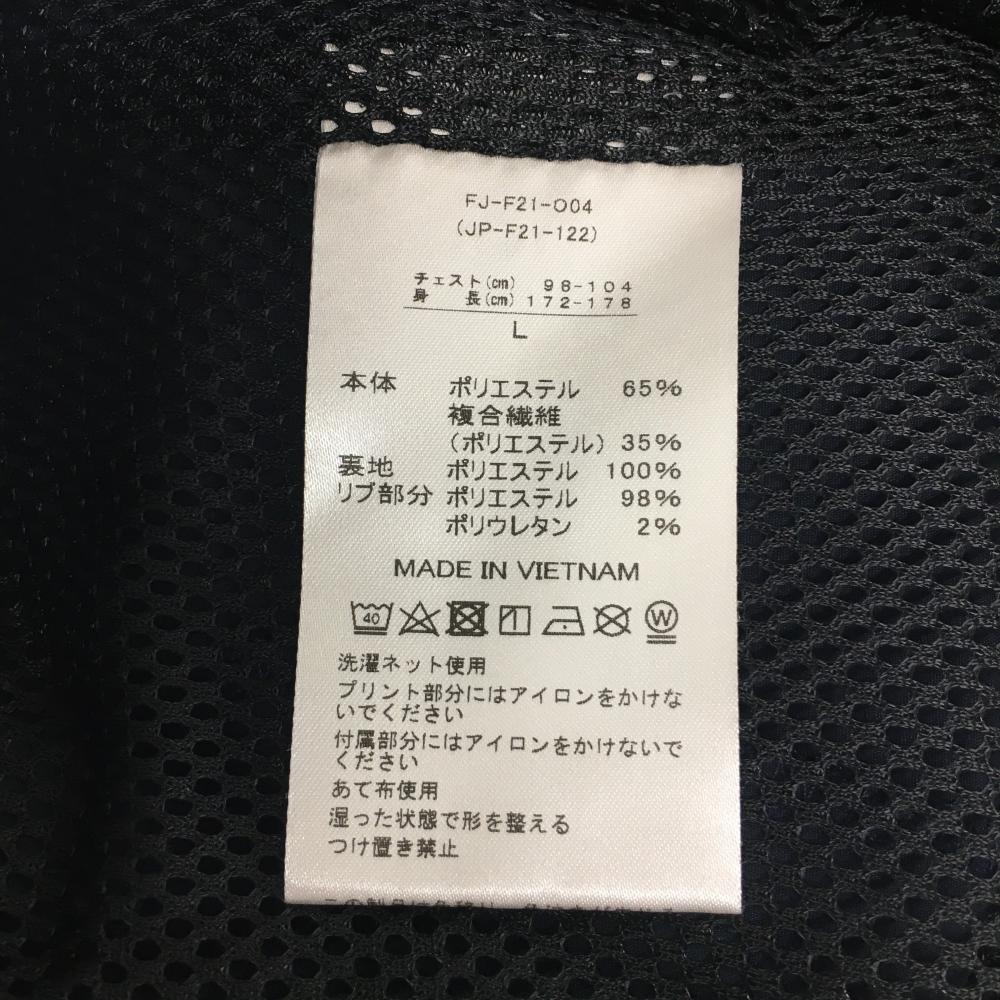 FJ-F21-O04
(JP-F21-122)
チェスト(cm) 98-104
身 長(cm) 172-178
L
本体 ポリエステル 65%
複合繊維
(ポリエステル) 35%
裏地 ポリエステル 100%
リブ部分 ポリエステル 98%
ポリウレタン 2%
MADE IN VIETNAM
40 W
洗濯ネット使用
プリント部分にはアイロンをかけな
いでください
付属部分にはアイロンをかけないで
ください
あて布使用
湿った状態で形を整える
つけ置き禁止